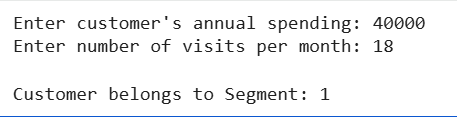 Enter customer's annual spending: 40000
Enter number of visits per month: 18
Customer belongs to Segment: 1